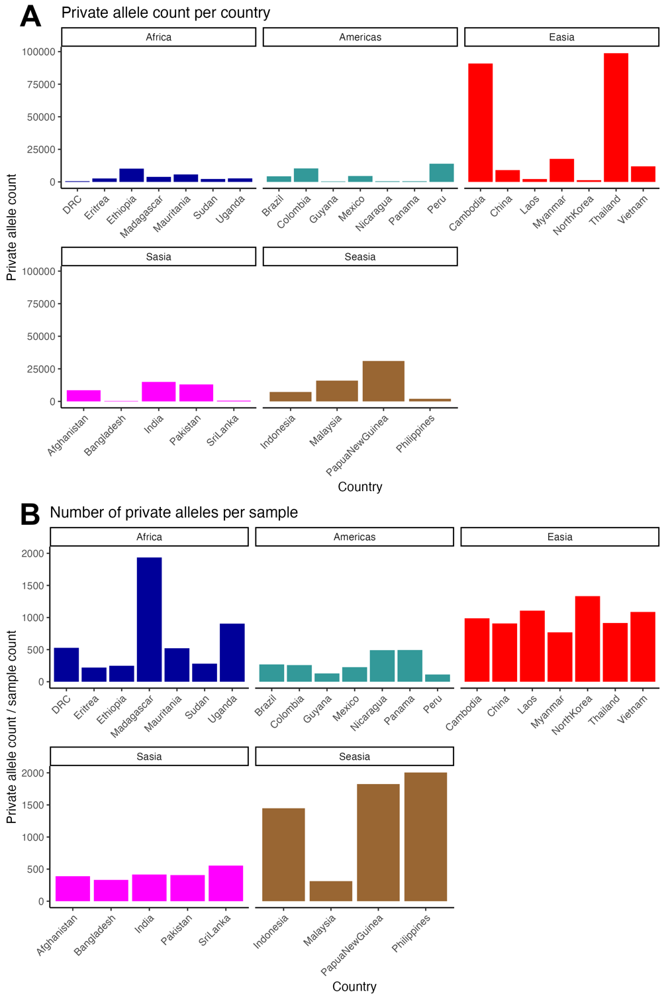 A
Private allele count per country
Africa
Americas
Easia
100000
75000
50000
25000
0
DRC
Eritrea
Ethiopia
Madagascar
Mauritania
Sudan
Uganda
Brazil
Colombia
Guyana
Mexico
Nicaragua
Panama
Peru
Cambodia
China
Laos
Myanmar
NorthKorea
Thailand
Vietnam
Private allele count
Sasia
Seasia
100000
75000
50000
25000
0
Afghanistan
Bangladesh
India
Pakistan
SriLanka
Indonesia
Malaysia
PapuaNewGuinea
Philippines
Country
B
Number of private alleles per sample
Africa
Americas
Easia
2000
1500
1000
500
0
DRC
Eritrea
Ethiopia
Madagascar
Mauritania
Sudan
Uganda
Brazil
Colombia
Guyana
Mexico
Nicaragua
Panama
Peru
Cambodia
China
Laos
Myanmar
NorthKorea
Thailand
Vietnam
Private allele count / sample count
Sasia
Seasia
2000
1500
1000
500
0
Afghanistan
Bangladesh
India
Pakistan
SriLanka
Indonesia
Malaysia
PapuaNewGuinea
Philippines
Country